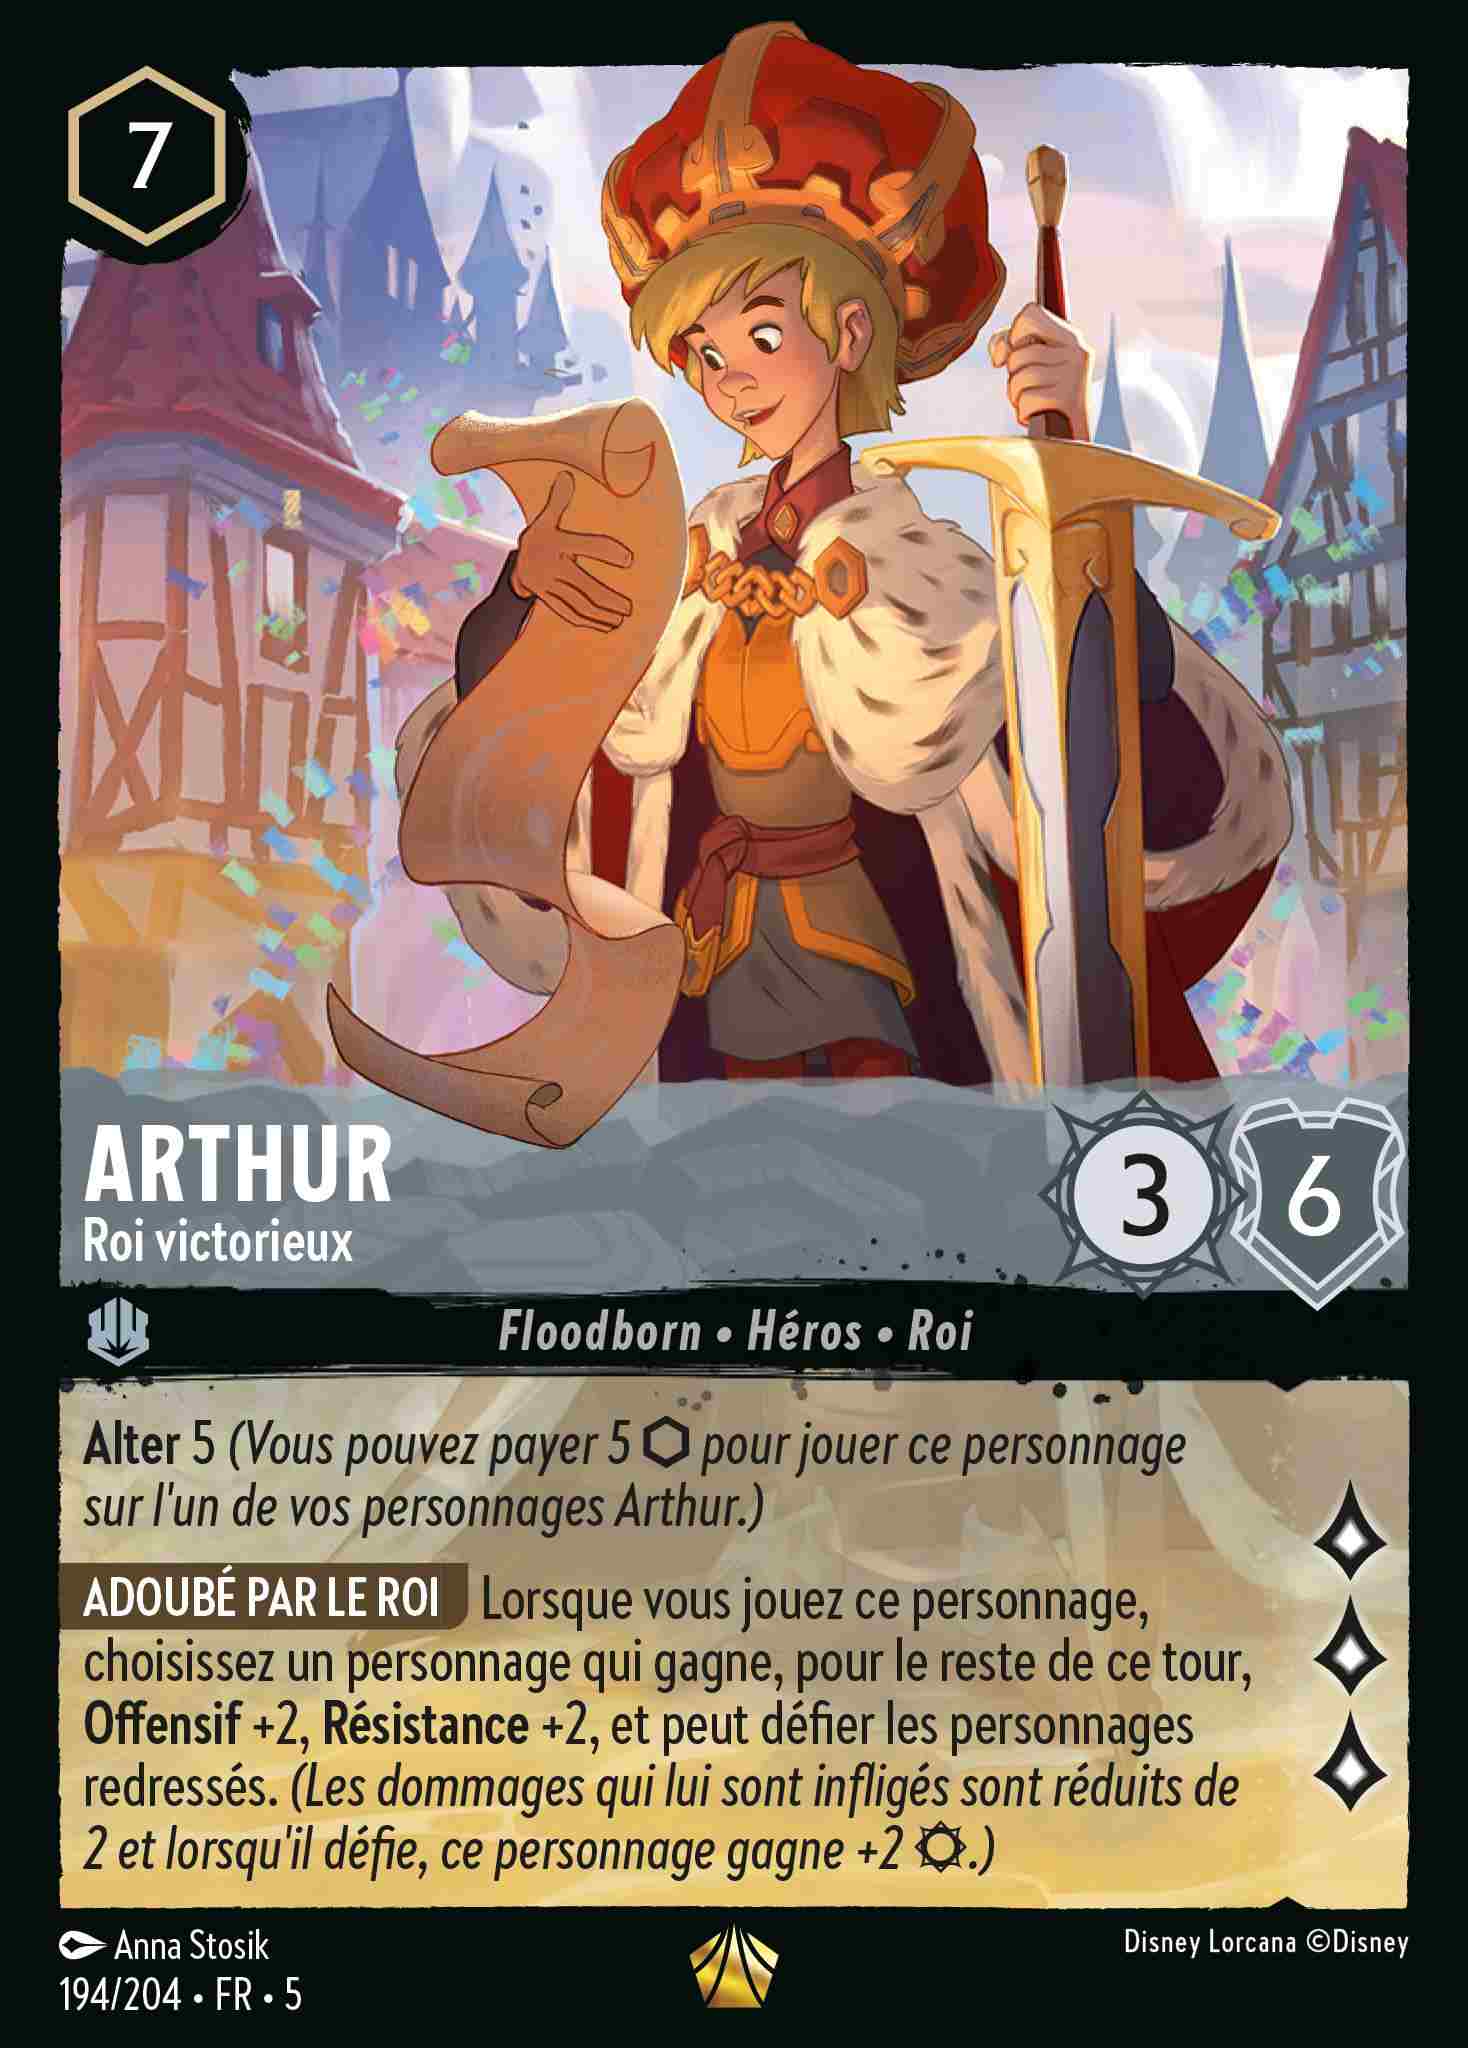 7
ARTHUR
Roi victorieux
3
6
Floodborn • Héros • Roi
Alter 5 (Vous pouvez payer 5 ⬡ pour jouer ce personnage
sur l'un de vos personnages Arthur.)
ADOUBÉ PAR LE ROI Lorsque vous jouez ce personnage,
choisissez un personnage qui gagne, pour le reste de ce tour,
Offensif +2, Résistance +2, et peut défier les personnages
redressés. (Les dommages qui lui sont infligés sont réduits de
2 et lorsqu'il défie, ce personnage gagne +2 .)
Anna Stosik
Disney Lorcana ©Disney
194/204 • FR • 5